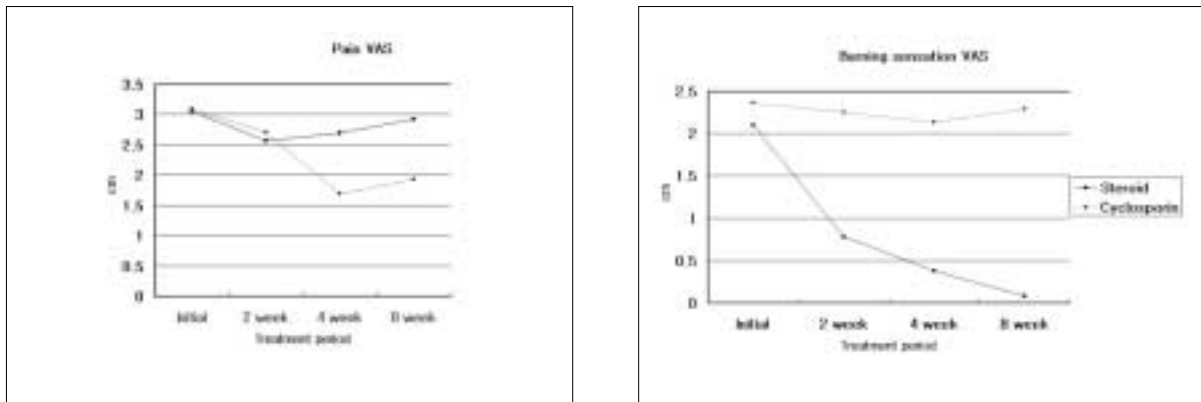 Pain VAS
3.5
3
2.5
2
1.5
1
0.5
0
cm
Initial 2 week 4 week 8 week
Treatment period
Burning sensation VAS
2.5
2
1.5
1
0.5
0
cm
Initial 2 week 4 week 8 week
Treatment period
Steroid
Cyclosporin